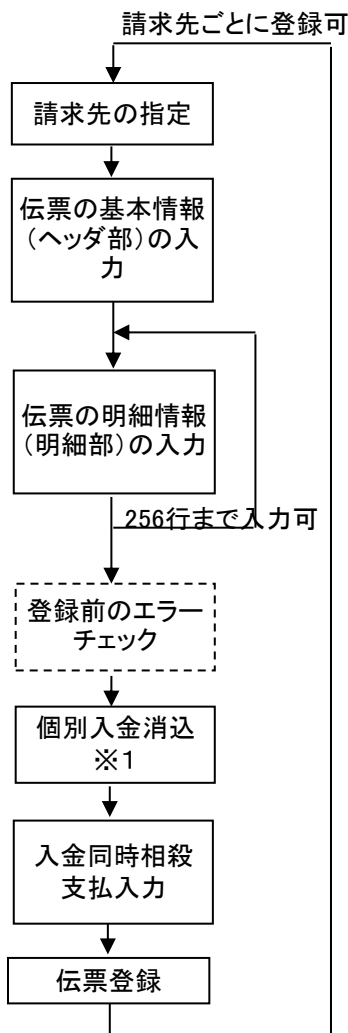 請求先ごとに登録可
請求先の指定
伝票の基本情報
(ヘッダ部)の入
力
伝票の明細情報
(明細部)の入力
256行まで入力可
登録前のエラー
チェック
個別入金消込
※1
入金同時相殺
支払入力
伝票登録